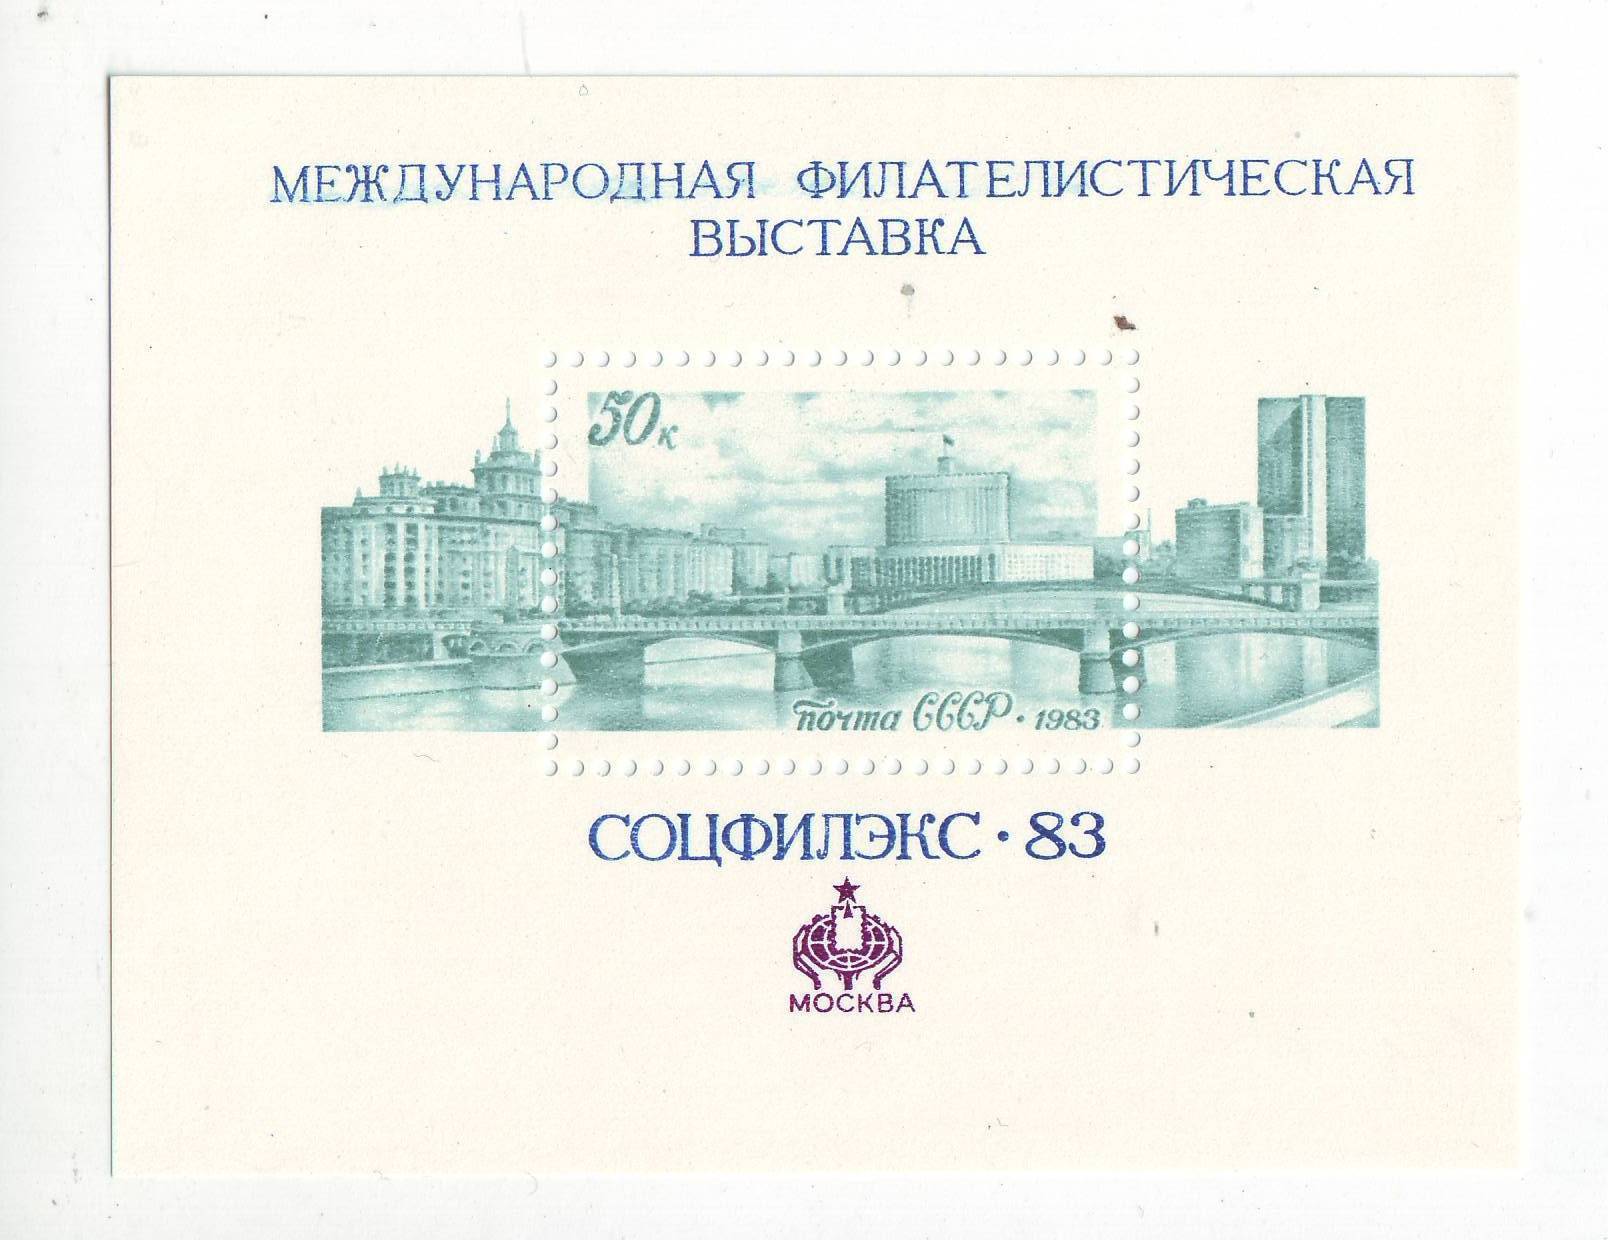 МЕЖДУНАРОДНАЯ ФИЛАТЕЛИСТИЧЕСКАЯ
ВЫСТАВКА
50к
почта СССР • 1983
СОЦФИЛЭКС • 83
МОСКВА